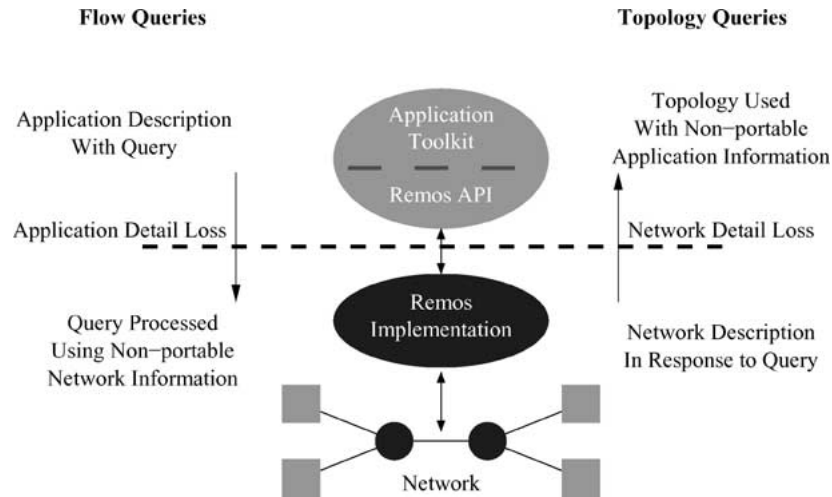 Flow Queries
Topology Queries
Application Description
With Query
Application
Toolkit
Remos API
Topology Used
With Non−portable
Application Information
Application Detail Loss
Network Detail Loss
Query Processed
Using Non−portable
Network Information
Remos
Implementation
Network Description
In Response to Query
Network